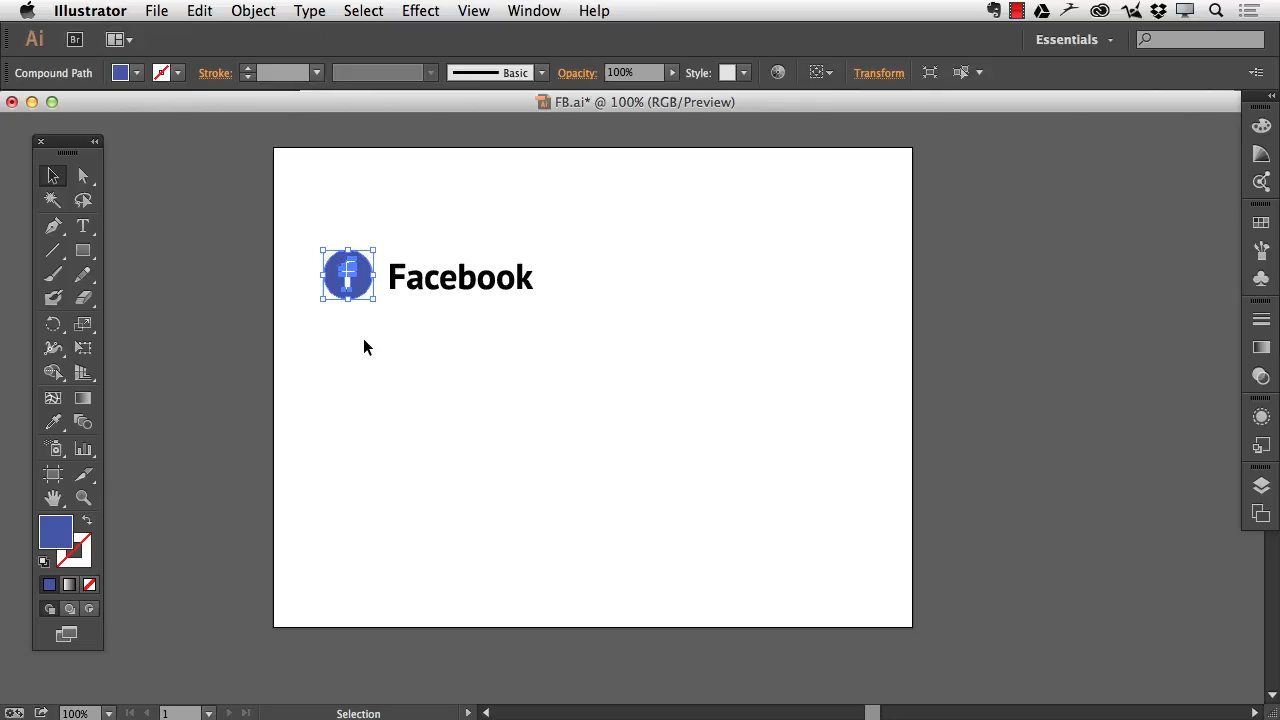 Illustrator File Edit Object Type Select Effect View Window Help
Ai Br Essentials
Compound Path Stroke: Basic Opacity: 100% Style: Transform
FB.ai* @ 100% (RGB/Preview)
T
f Facebook
100% 1 Selection